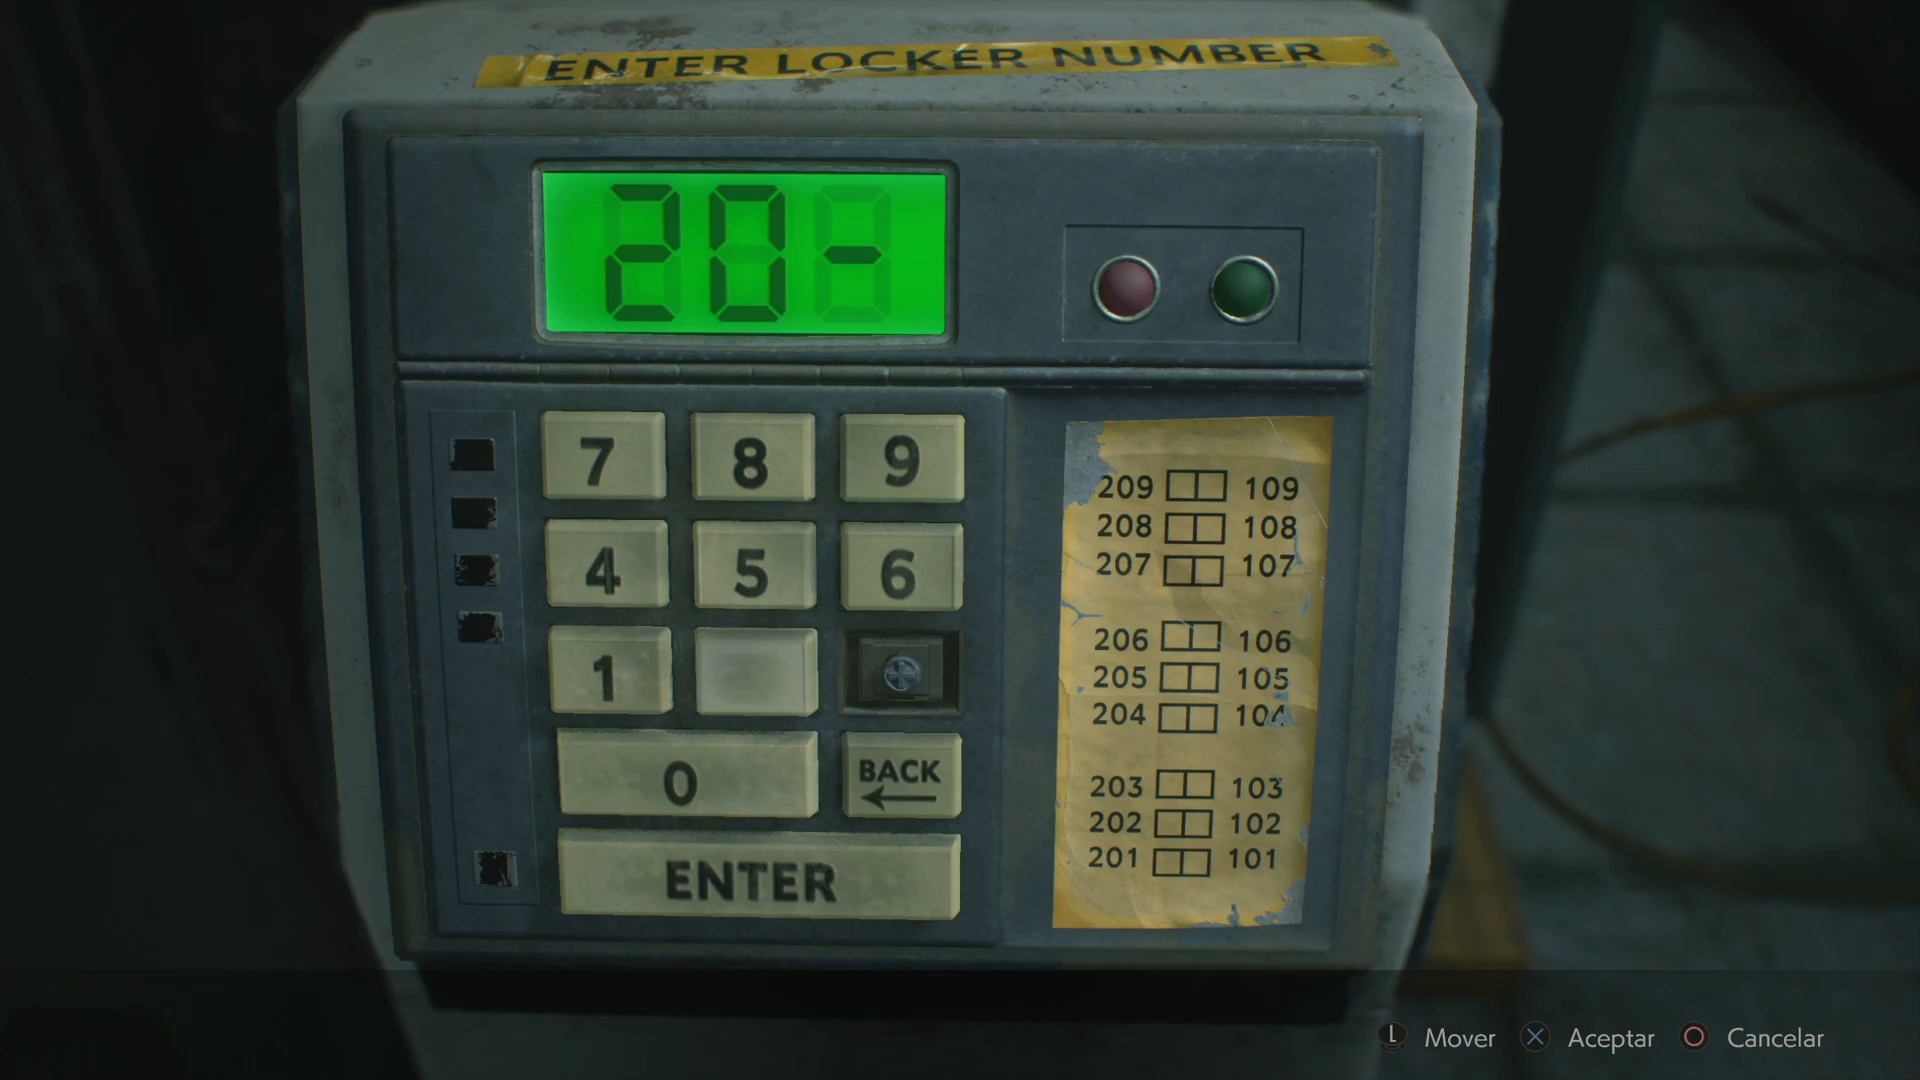 ENTER LOCKER NUMBER
20-
7 8 9
4 5 6
1
0 BACK
ENTER
209 109
208 108
207 107
206 106
205 105
204 104
203 103
202 102
201 101
L Mover Aceptar Cancelar